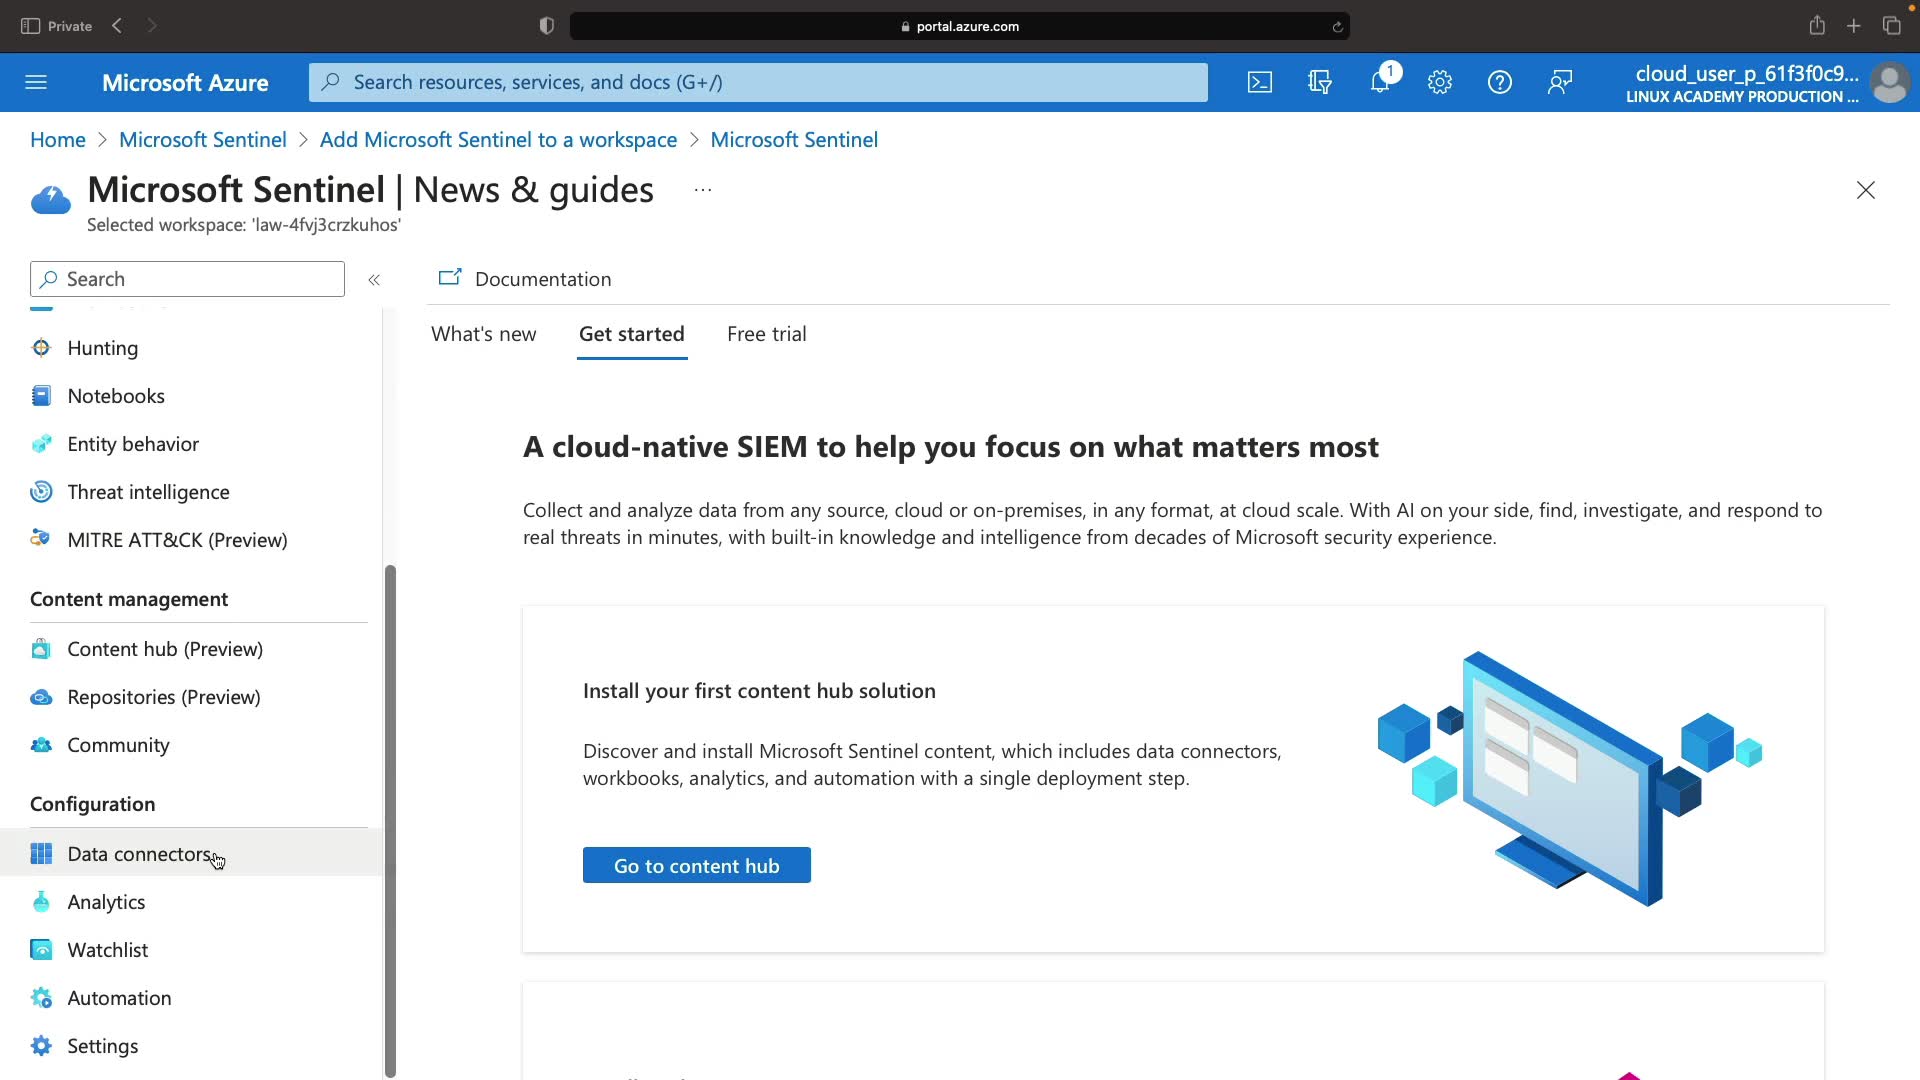 Private
portal.azure.com
Microsoft Azure
Search resources, services, and docs (G+/)
1
cloud_user_p_61f3f0c9...
LINUX ACADEMY PRODUCTION ...
Home > Microsoft Sentinel > Add Microsoft Sentinel to a workspace > Microsoft Sentinel
Microsoft Sentinel | News & guides ...
Selected workspace: 'law-4fvj3crzkuhos'
Search
«
Documentation
What's new
Get started
Free trial
Hunting
Notebooks
Entity behavior
Threat intelligence
MITRE ATT&CK (Preview)
Content management
Content hub (Preview)
Repositories (Preview)
Community
Configuration
Data connectors
Analytics
Watchlist
Automation
Settings
A cloud-native SIEM to help you focus on what matters most
Collect and analyze data from any source, cloud or on-premises, in any format, at cloud scale. With AI on your side, find, investigate, and respond to
real threats in minutes, with built-in knowledge and intelligence from decades of Microsoft security experience.
Install your first content hub solution
Discover and install Microsoft Sentinel content, which includes data connectors,
workbooks, analytics, and automation with a single deployment step.
Go to content hub